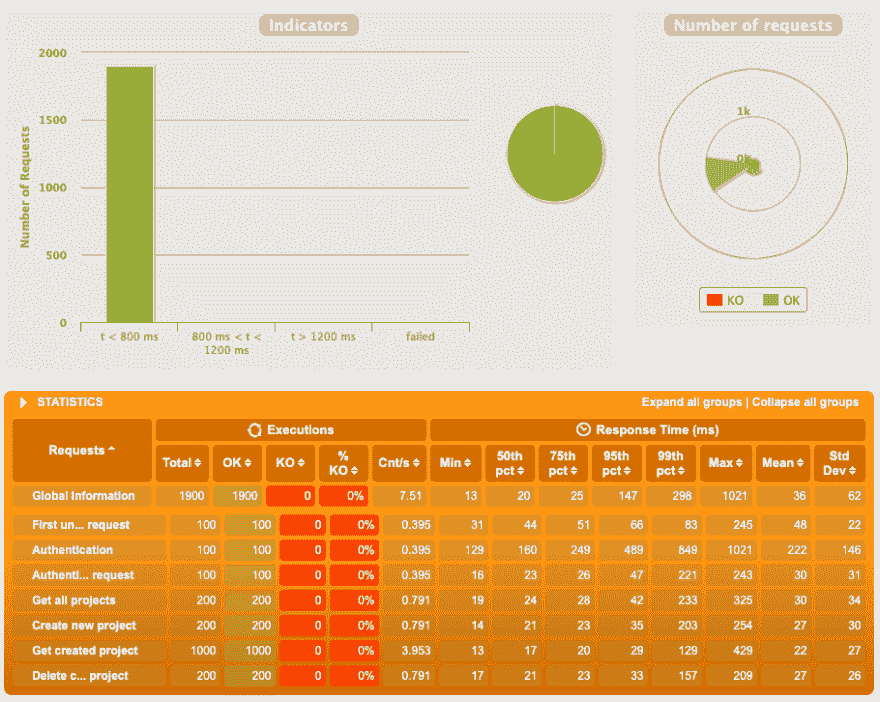 Indicators
Number of requests
Number of Requests
2000
1500
1000
500
0
t < 800 ms
800 ms < t <
1200 ms
t > 1200 ms
failed
1k
KO OK
STATISTICS Expand all groups | Collapse all groups
Requests Executions Response Time (ms)
Total OK KO % KO Cnt/s Min 50th pct 75th pct 95th pct 99th pct Max Mean Std Dev
Global Information 1900 1900 0 0% 7.51 13 20 25 147 298 1021 36 62
First un... request 100 100 0 0% 0.395 31 44 51 66 83 245 48 22
Authentication 100 100 0 0% 0.395 129 160 249 489 849 1021 222 146
Authenti... request 100 100 0 0% 0.395 16 23 26 47 221 243 30 31
Get all projects 200 200 0 0% 0.791 19 24 28 42 233 325 30 34
Create new project 200 200 0 0% 0.791 14 21 23 35 203 254 27 30
Get created project 1000 1000 0 0% 3.953 13 17 20 29 129 429 22 27
Delete c... project 200 200 0 0% 0.791 17 21 23 33 157 209 27 26